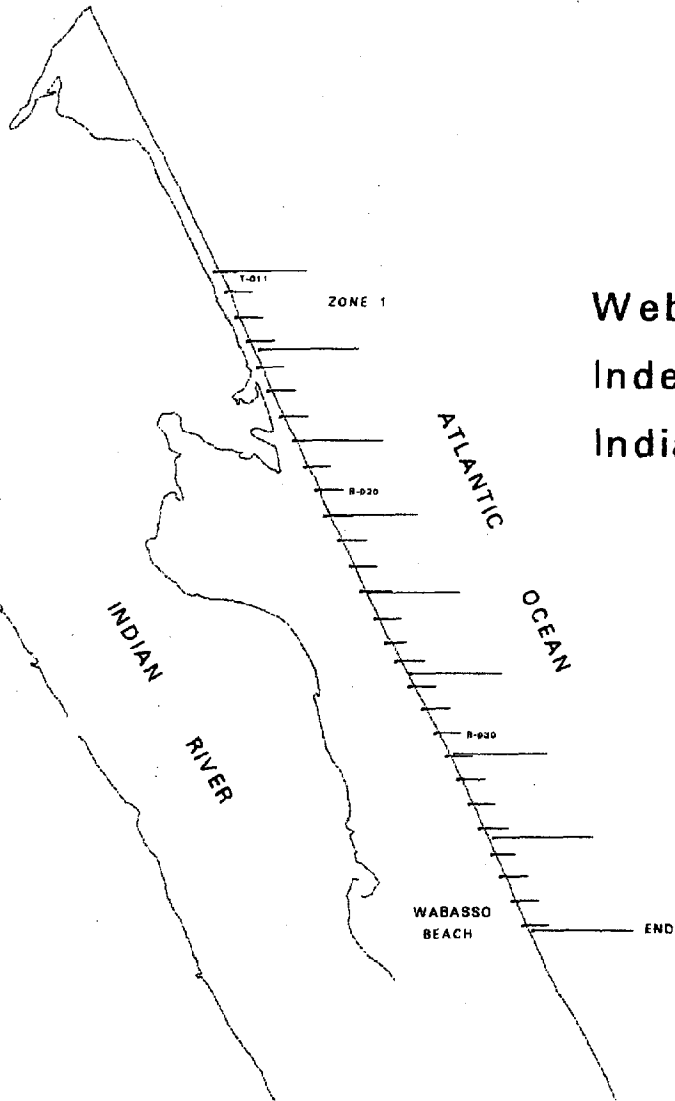 T-011
ZONE 1
Web
Inde
India
ATLANTIC
OCEAN
R-020
INDIAN
RIVER
R-030
WABASSO
BEACH
END